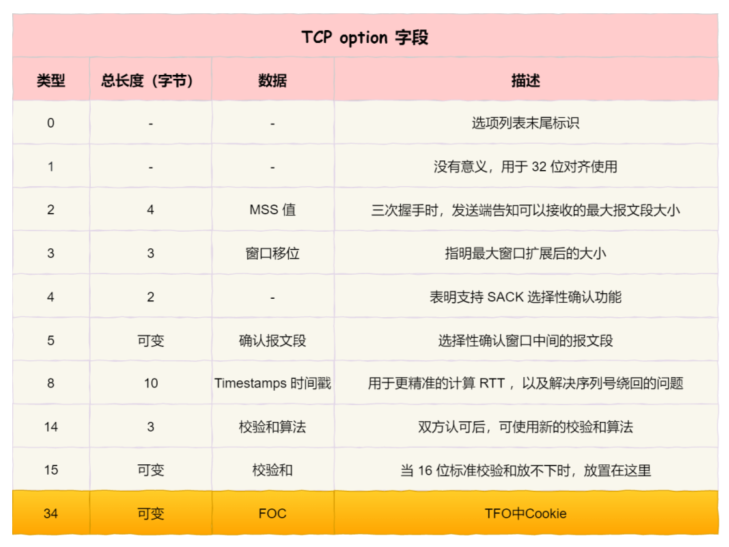 TCP option 字段
类型 总长度（字节） 数据 描述
0 - - 选项列表末尾标识
1 - - 没有意义，用于 32 位对齐使用
2 4 MSS 值 三次握手时，发送端告知可以接收的最大报文段大小
3 3 窗口移位 指明最大窗口扩展后的大小
4 2 - 表明支持 SACK 选择性确认功能
5 可变 确认报文段 选择性确认窗口中间的报文段
8 10 Timestamps 时间戳 用于更精准的计算 RTT ，以及解决序列号绕回的问题
14 3 校验和算法 双方认可后，可使用新的校验和算法
15 可变 校验和 当 16 位标准校验和放不下时，放置在这里
34 可变 FOC TFO中Cookie